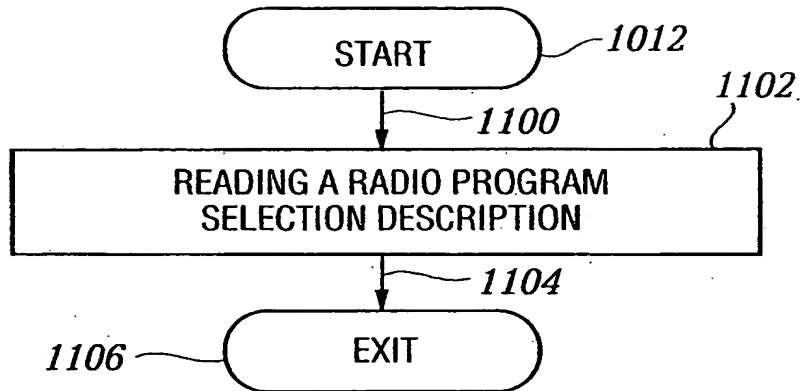 START
1012
1102
1100
READING A RADIO PROGRAM
SELECTION DESCRIPTION
1104
EXIT
1106